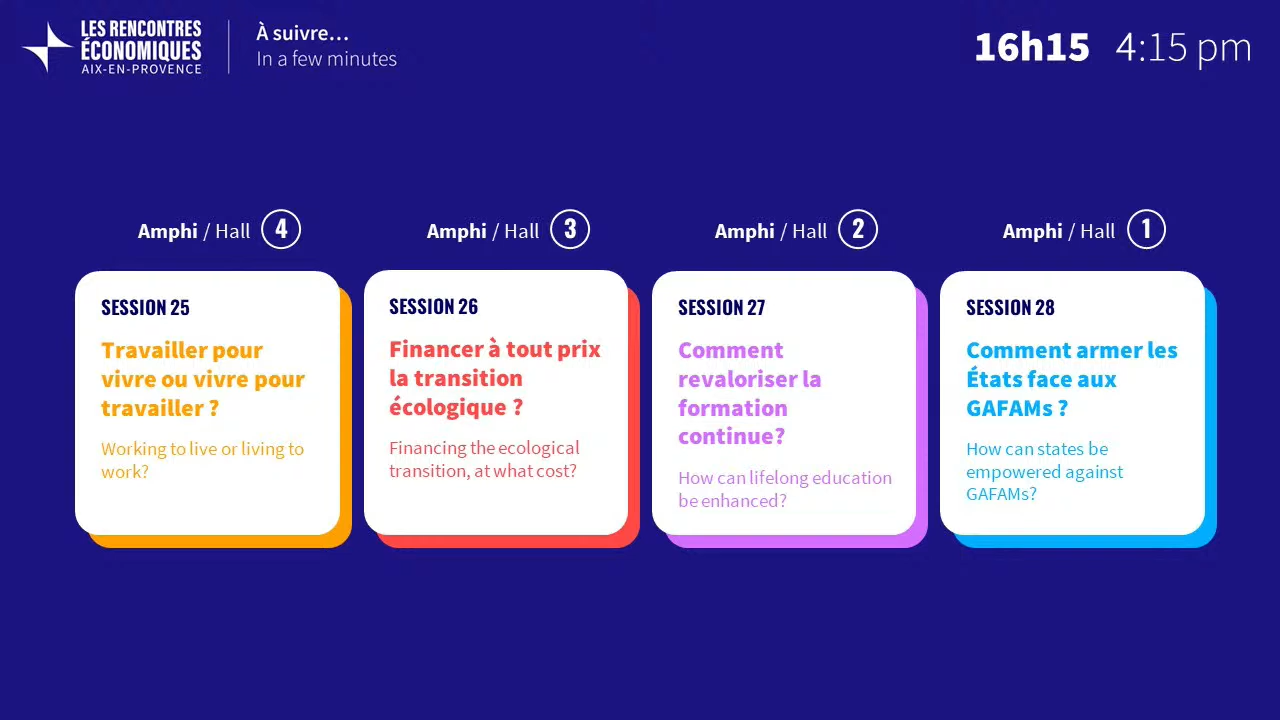 LES RENCONTRES
ÉCONOMIQUES
AIX-EN-PROVENCE
À suivre...
In a few minutes
16h15 4:15 pm
Amphi / Hall 4
SESSION 25
Travailler pour
vivre ou vivre pour
travailler ?
Working to live or living to
work?
Amphi / Hall 3
SESSION 26
Financer à tout prix
la transition
écologique ?
Financing the ecological
transition, at what cost?
Amphi / Hall 2
SESSION 27
Comment
revaloriser la
formation
continue?
How can lifelong education
be enhanced?
Amphi / Hall 1
SESSION 28
Comment armer les
États face aux
GAFAMs ?
How can states be
empowered against
GAFAMs?